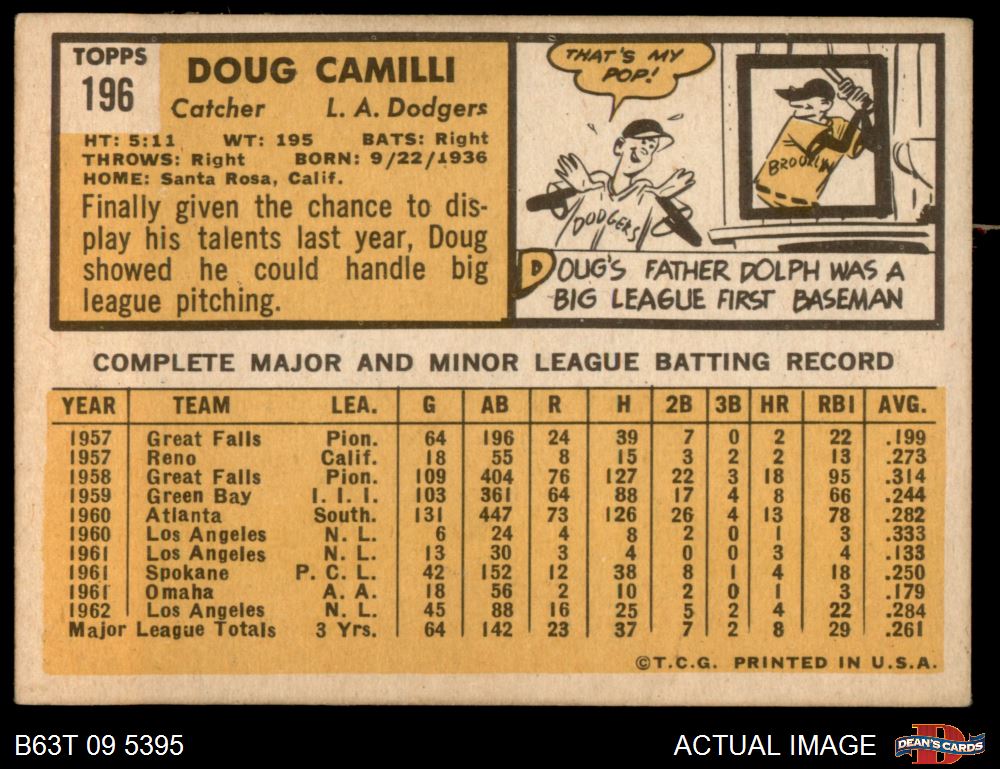 TOPPS
196
DOUG CAMILLI
Catcher L. A. Dodgers
HT: 5:11 WT: 195 BATS: Right
THROWS: Right BORN: 9/22/1936
HOME: Santa Rosa, Calif.
Finally given the chance to dis-
play his talents last year, Doug
showed he could handle big
league pitching.
THAT'S MY
POP!
DODGERS
BROOKLYN
DOUG'S FATHER DOLPH WAS A
BIG LEAGUE FIRST BASEMAN
COMPLETE MAJOR AND MINOR LEAGUE BATTING RECORD
YEAR TEAM LEA. G AB R H 2B 3B HR RBI AVG.
1957 Great Falls Pion. 64 196 24 39 7 0 2 22 .199
1957 Reno Calif. 18 55 8 15 3 2 2 13 .273
1958 Great Falls Pion. 109 404 76 127 22 3 18 95 .314
1959 Green Bay I. I. I. 103 361 64 88 17 4 8 66 .244
1960 Atlanta South. 131 447 73 126 26 4 13 78 .282
1960 Los Angeles N. L. 6 24 4 8 2 0 1 3 .333
1961 Los Angeles N. L. 13 30 3 4 0 0 3 4 .133
1961 Spokane P. C. L. 42 152 12 38 8 1 4 18 .250
1961 Omaha A. A. 18 56 2 10 2 0 1 3 .179
1962 Los Angeles N. L. 45 88 16 25 5 2 4 22 .284
Major League Totals 3 Yrs. 64 142 23 37 7 2 8 29 .261
©T.C.G. PRINTED IN U.S.A.
B63T 09 5395
ACTUAL IMAGE
D
DEAN'S CARDS